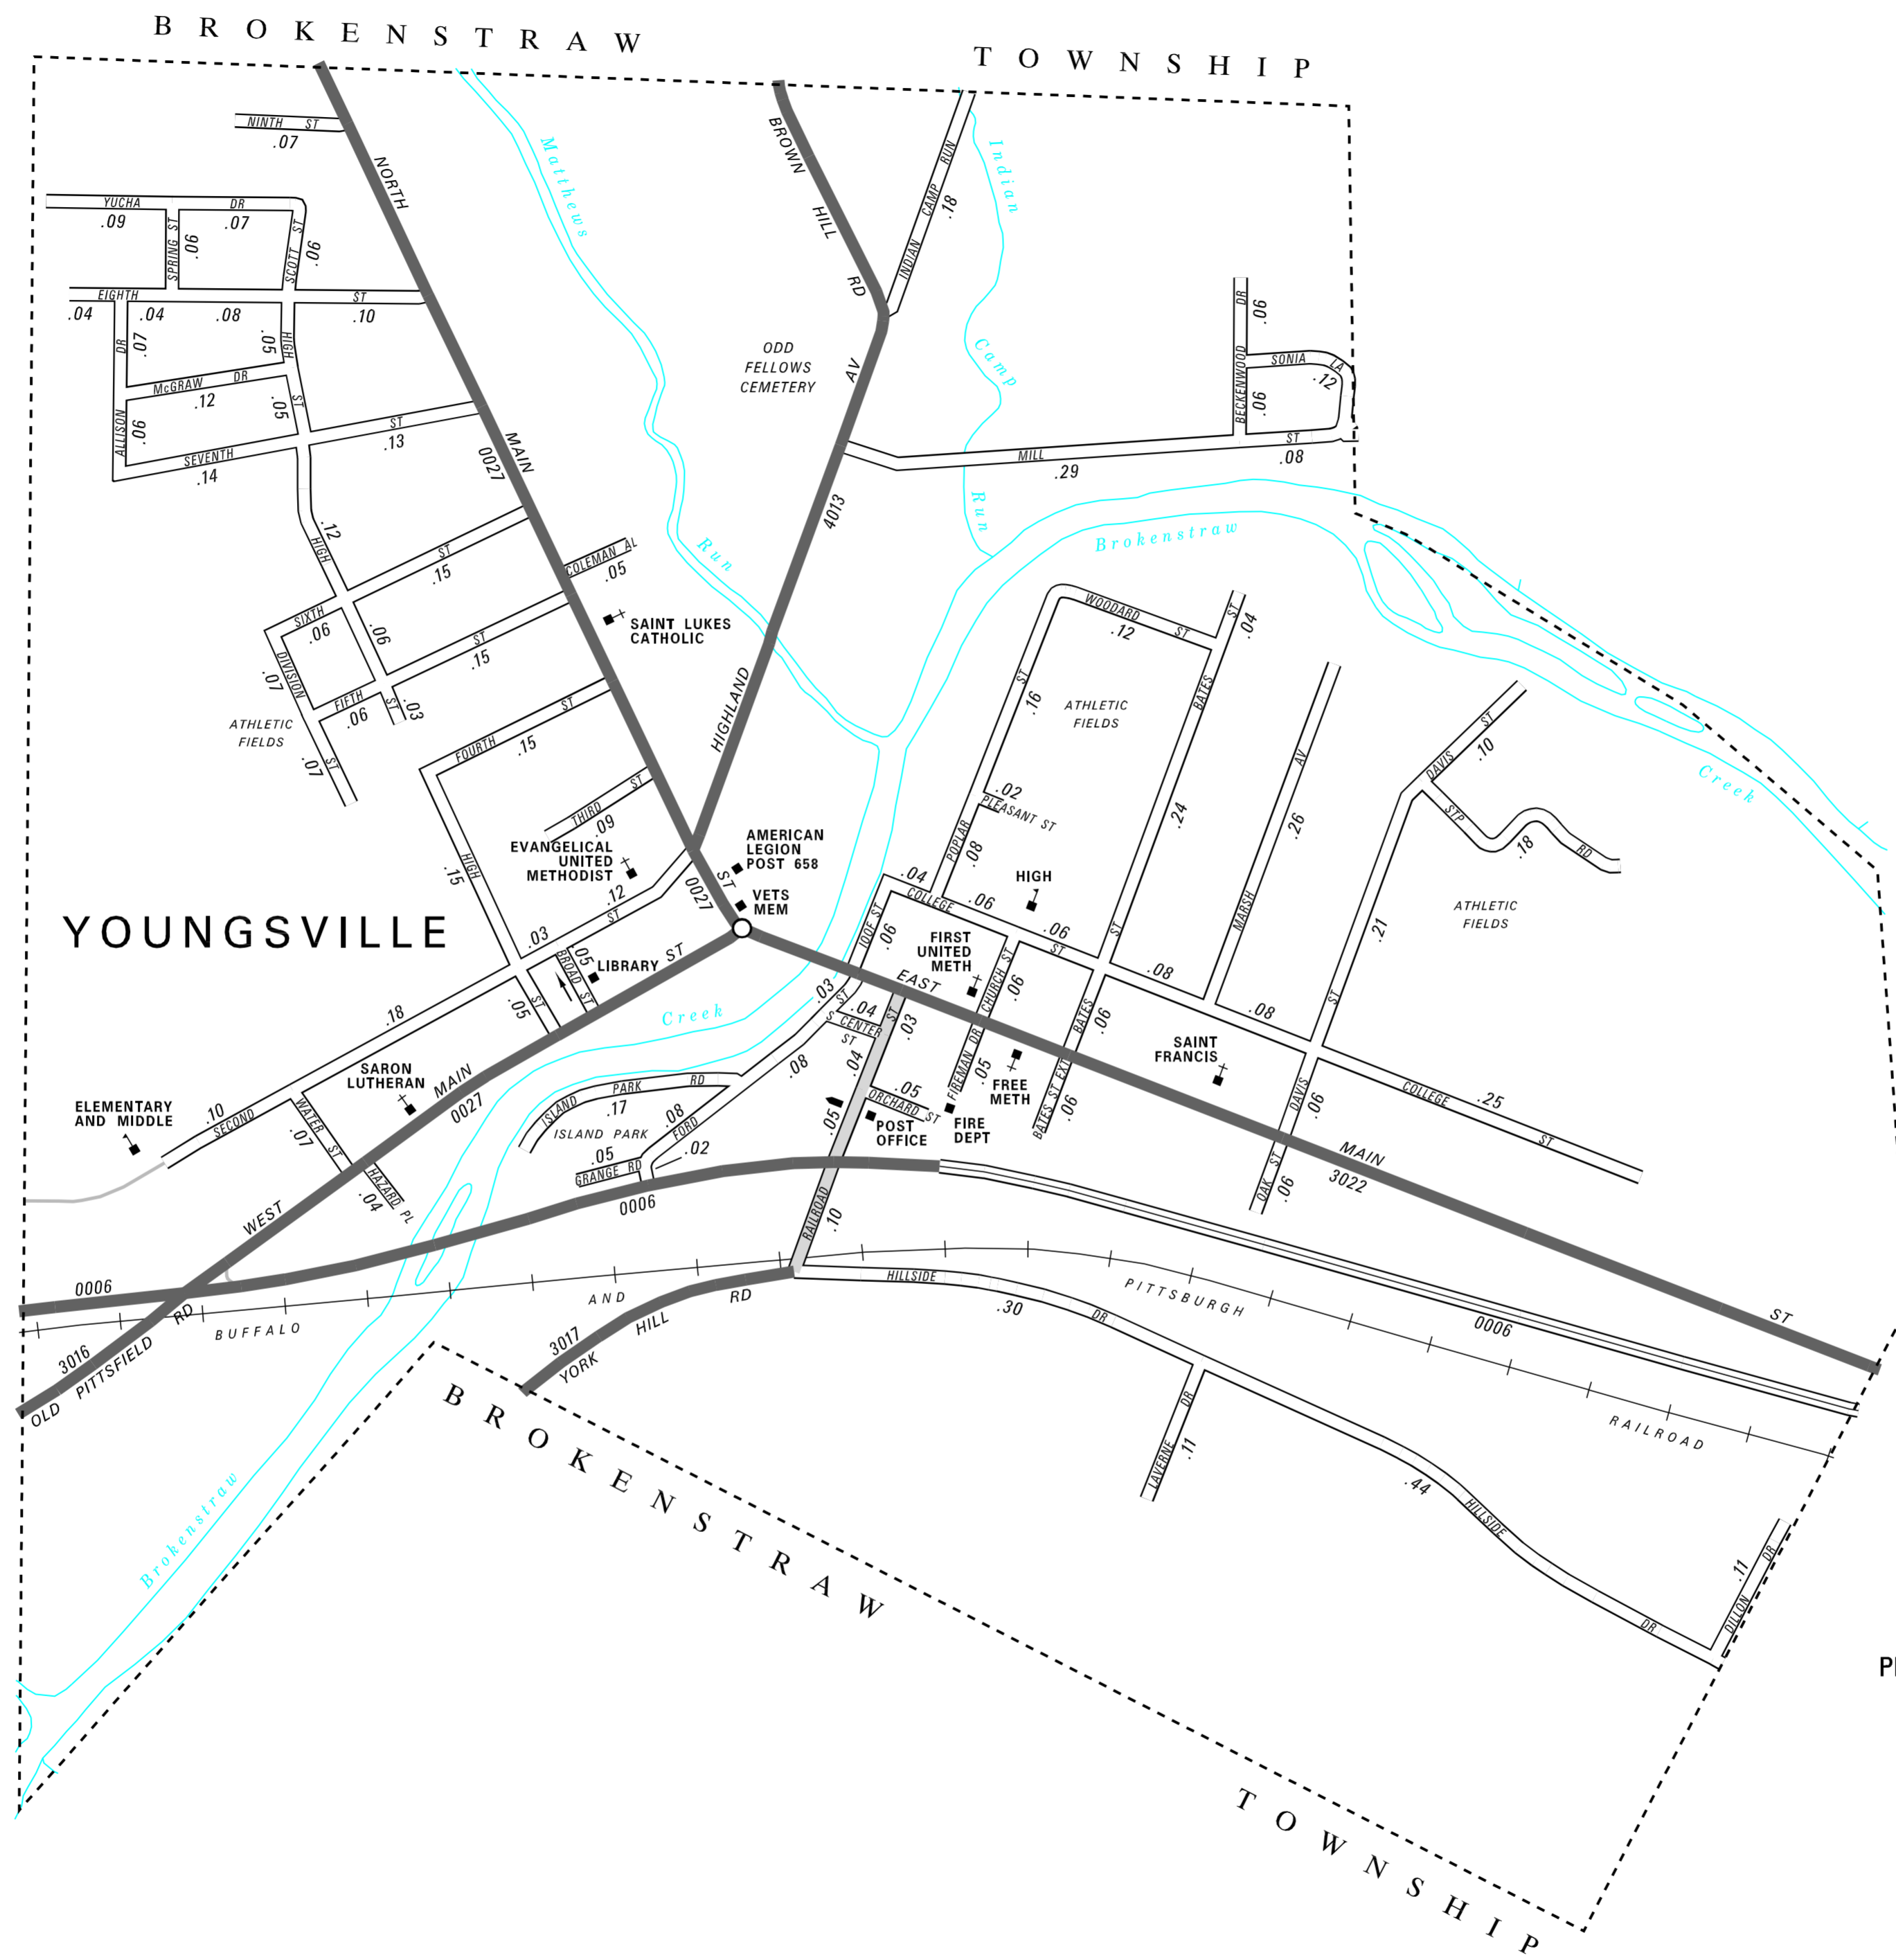 BROKENSTRAW
TOWNSHIP
NINTH ST
.07
NORTH
Matthews
BROWN
HILL
RD
INDIAN CAMP RUN
.18
Indian
YUCHA DR
.09
.07
SPRING ST
.06
SCOTT ST
.06
EIGHTH ST
.04
.04
.08
.10
DR
.07
.05
HIGH
McGRAW DR
.12
.05
ST
ALLISON
.06
SEVENTH ST
.14
.13
MAIN
0027
ODD
FELLOWS
CEMETERY
AV
Camp
DR
.06
BECKENWOOD
.06
SONIA LA
.12
MILL ST
.29
.08
4013
Run
Run
Brokenstraw
.12
HIGH
ST
.15
COLEMAN AL
.05
SIXTH
.06
.06
ST
.15
SAINT LUKES
CATHOLIC
DIVISION
.07
FIFTH
.06
ST
.03
ATHLETIC
FIELDS
.07
ST
HIGHLAND
FOURTH ST
.15
THIRD ST
.09
WOODARD ST
.12
ST
.04
ST
.16
ATHLETIC
FIELDS
BATES
.24
AV
.26
DAVIS ST
.10
STP RD
.18
Creek
.02
PLEASANT ST
POPLAR
.08
HIGH
.15
EVANGELICAL
UNITED
METHODIST
AMERICAN
LEGION
POST 658
ST
0027
VETS
MEM
.12
ST
.04
COLLEGE
.06
HIGH
.06
ST
ST
MARSH
.21
ATHLETIC
FIELDS
YOUNGSVILLE
.03
.05
BROAD ST
LIBRARY
ST
IOOF ST
.06
FIRST
UNITED
METH
CHURCH ST
.06
.08
ST
.18
.05
ST
Creek
.03
ST
EAST
.04
S CENTER
ST
ST
.03
BATES
.06
.08
SAINT
FRANCIS
SARON
LUTHERAN
MAIN
0027
.08
.04
FIREMAN DR
.05
FREE
METH
BATES ST EXT
.06
DAVIS
.06
COLLEGE ST
.25
ELEMENTARY
AND MIDDLE
.10
SECOND
WATER ST
.07
ISLAND PARK RD
.17
ISLAND PARK
.08
FORD
.05
ORCHARD ST
.05
POST
OFFICE
FIRE
DEPT
.05
GRANGE RD
.02
HAZARD PL
.04
WEST
0006
RAILROAD
.10
OAK ST
.06
MAIN
3022
0006
AND
RD
HILLSIDE
.30
DR
PITTSBURGH
0006
ST
BUFFALO
3016
OLD PITTSFIELD RD
3017
YORK HILL
RAILROAD
BROKENSTRAW
LAVERNE DR
.11
.44
HILLSIDE
DR
.11
DILLON DR
Brokenstraw
TOWNSHIP